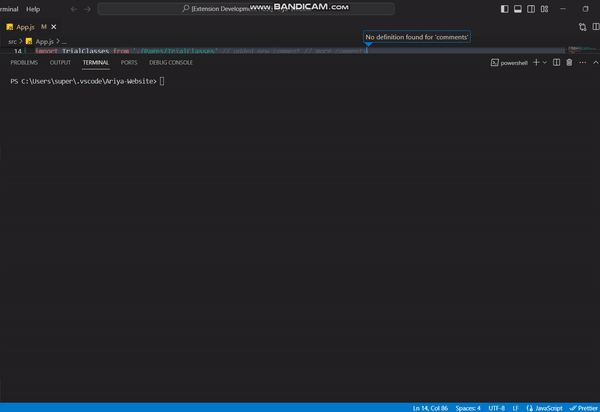 rminal Help
www.BANDICAM.com
[Extension Development
App.js M
src > App.js > ...
No definition found for 'comments'
14 import TrialClasses from './Pages/TrialClasses' // added new comment // more comments
PROBLEMS OUTPUT TERMINAL PORTS DEBUG CONSOLE powershell
PS C:\Users\super\.vscode\Ariya-Website>
Ln 14, Col 86 Spaces: 4 UTF-8 LF JavaScript Prettier